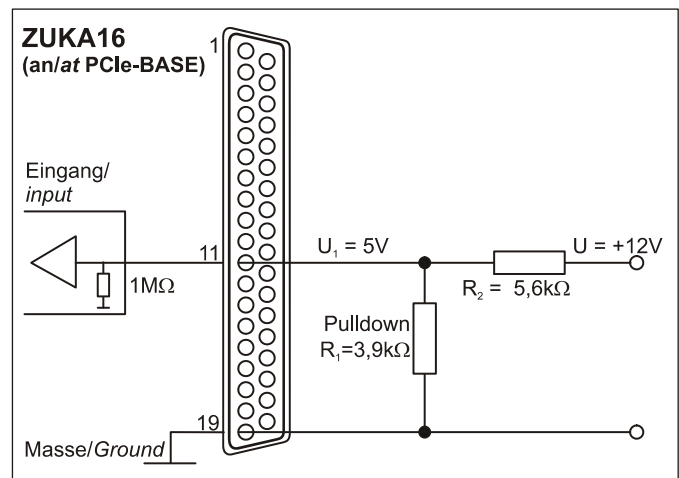 ZUKA16
(an/at PCIe-BASE)
1
Eingang/
input
11
U₁ = 5V
U = +12V
1MΩ
R₂ = 5,6kΩ
Pulldown
R₁=3,9kΩ
19
Masse/Ground